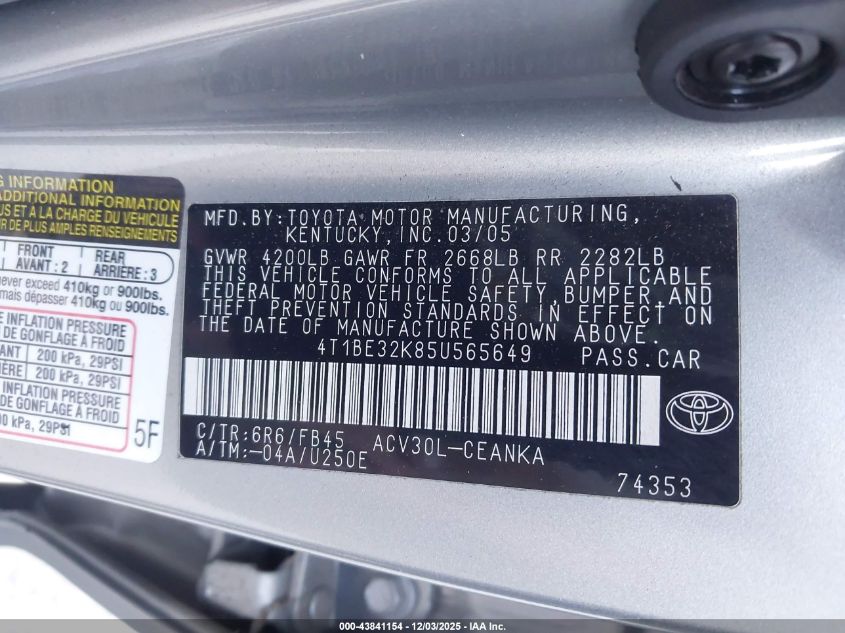 G INFORMATION
ADDITIONAL INFORMATION
US ET A LA CHARGE DU VÉHICULE
R DE PLUS AMPLES RENSEIGNEMENTS
FRONT
AVANT : 2
REAR
ARRIÈRE : 3
never exceed 410kg or 900lbs.
amais dépasser 410kg ou 900lbs.
E INFLATION PRESSURE
DE GONFLAGE À FROID
ANT 200 kPa, 29PSI
IÈRE 200 kPa, 29PSI
E INFLATION PRESSURE
DE GONFLAGE À FROID
0 kPa, 29PSI
5F
MFD.BY:TOYOTA MOTOR MANUFACTURING,
KENTUCKY,INC.03/05
GVWR 4200LB GAWR FR 2668LB RR 2282LB
THIS VEHICLE CONFORMS TO ALL APPLICABLE
FEDERAL MOTOR VEHICLE SAFETY,BUMPER,AND
THEFT PREVENTION STANDARDS IN EFFECT ON
THE DATE OF MANUFACTURE SHOWN ABOVE.
4T1BE32K85U565649 PASS.CAR
C/TR:6R6/FB45 ACV30L-CEANKA
A/TM:-04A/U250E
74353
000-43841154 - 12/03/2025 - IAA Inc.